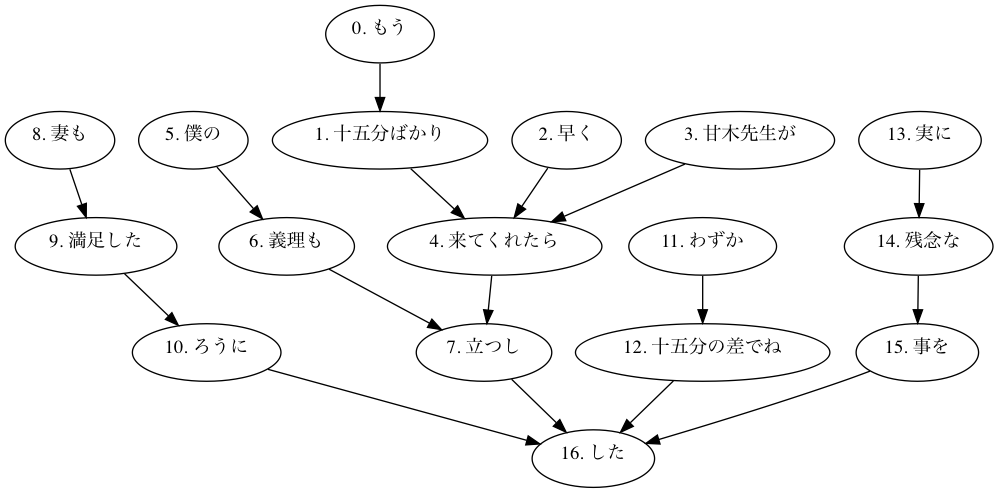 0. もう
8. 妻も
5. 僕の
1. 十五分ばかり
2. 早く
3. 甘木先生が
13. 実に
9. 満足した
6. 義理も
4. 来てくれたら
11. わずか
14. 残念な
10. ろうに
7. 立つし
12. 十五分の差でね
15. 事を
16. した